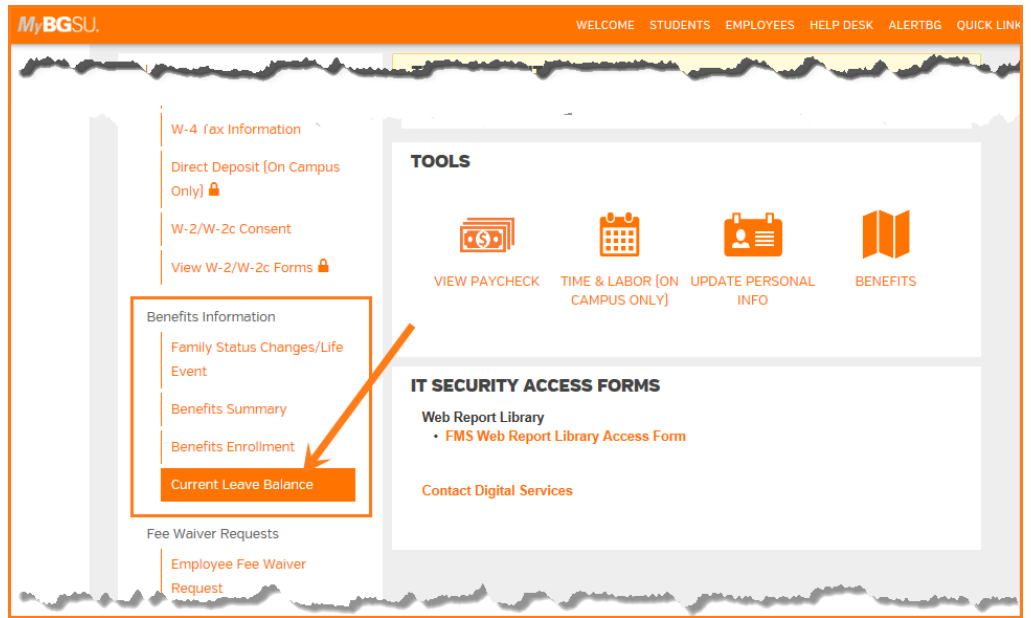 MyBGSU.
WELCOME STUDENTS EMPLOYEES HELP DESK ALERTBG QUICK LINK
W-4 Tax Information
Direct Deposit (On Campus
Only)
W-2/W-2c Consent
View W-2/W-2c Forms
Benefits Information
Family Status Changes/Life
Event
Benefits Summary
Benefits Enrollment
Current Leave Balance
Fee Waiver Requests
Employee Fee Waiver
Request
TOOLS
VIEW PAYCHECK
TIME & LABOR (ON
CAMPUS ONLY)
UPDATE PERSONAL
INFO
BENEFITS
IT SECURITY ACCESS FORMS
Web Report Library
• FMS Web Report Library Access Form
Contact Digital Services